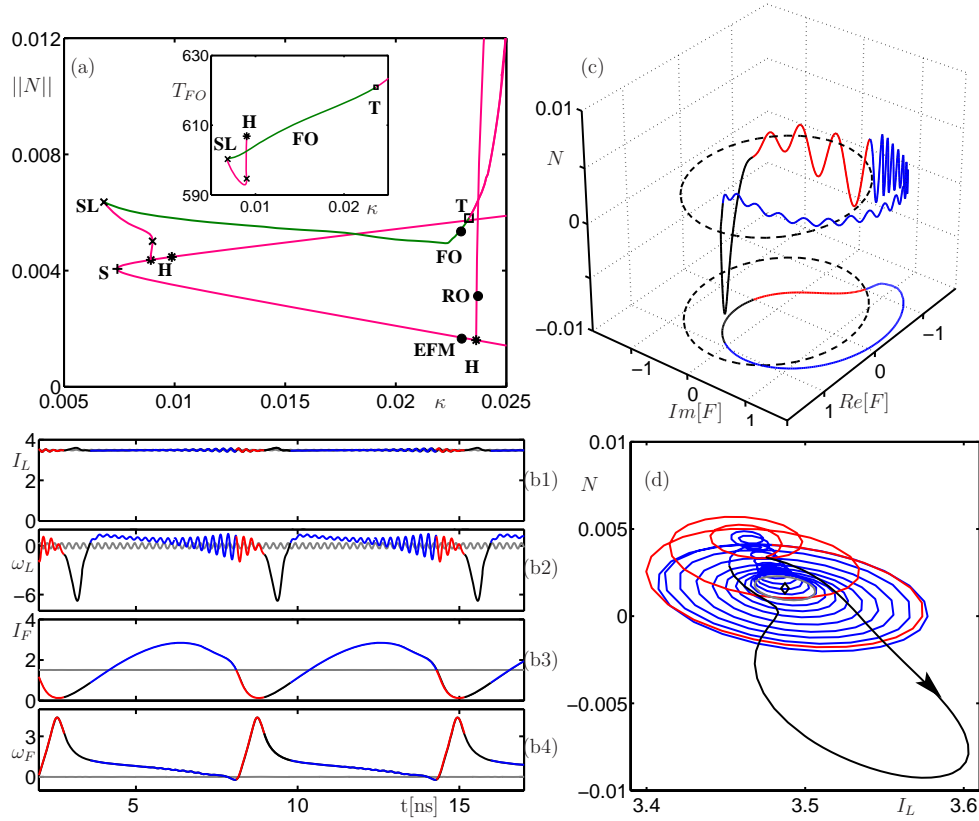 (a)
||N||
0.012
0.008
0.004
0
0.005
0.01
0.015
0.02
κ
0.025
SL
S
H
T
FO
RO
EFM
H
630
T_FO
610
590
0.01
0.02
κ
SL
H
FO
T
(c)
0.01
N
0
−0.01
−1
0
1
Im[F]
−1
0
1
Re[F]
I_L
4
2
0
(b1)
ω_L
0
−6
(b2)
I_F
4
2
0
(b3)
ω_F
3
0
(b4)
5
10
t[ns]
15
(d)
N
0.01
0.005
0
−0.005
−0.01
3.4
3.5
I_L
3.6